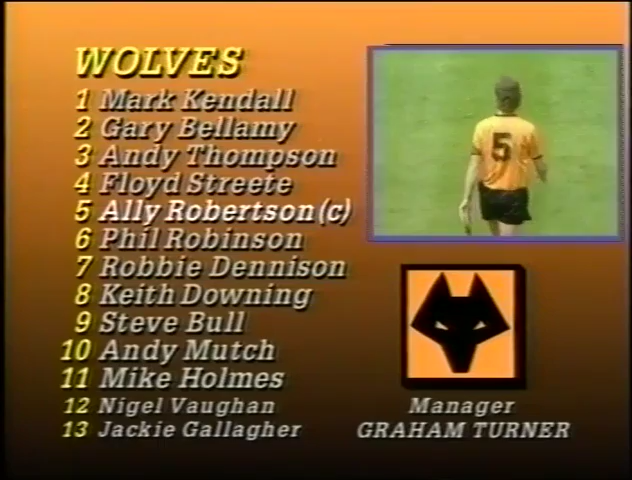 WOLVES
1 Mark Kendall
2 Gary Bellamy
3 Andy Thompson
4 Floyd Streete
5 Ally Robertson (c)
6 Phil Robinson
7 Robbie Dennison
8 Keith Downing
9 Steve Bull
10 Andy Mutch
11 Mike Holmes
12 Nigel Vaughan
13 Jackie Gallagher
5
Manager
GRAHAM TURNER